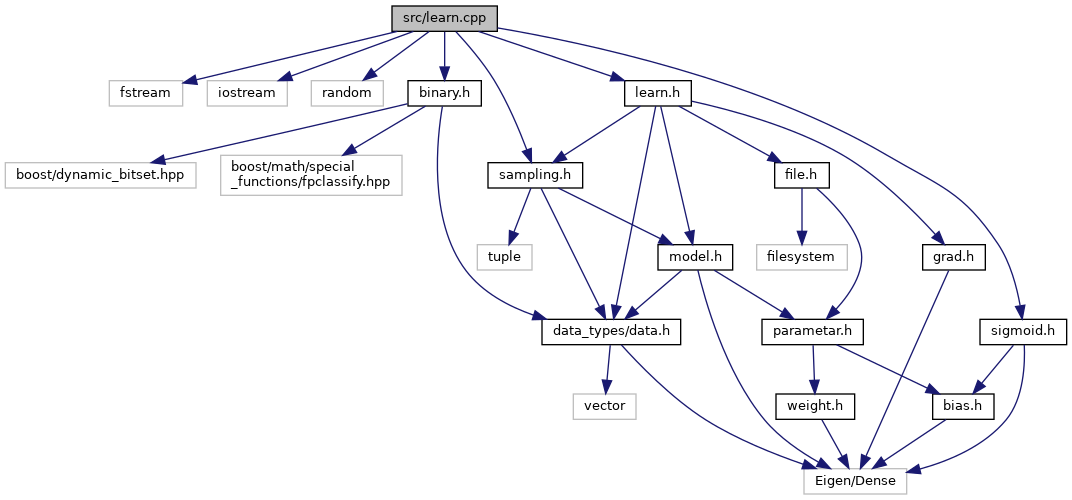 src/learn.cpp
fstream
iostream
random
binary.h
learn.h
boost/dynamic_bitset.hpp
boost/math/special
_functions/fpclassify.hpp
sampling.h
file.h
tuple
model.h
filesystem
grad.h
data_types/data.h
parametar.h
sigmoid.h
vector
weight.h
bias.h
Eigen/Dense